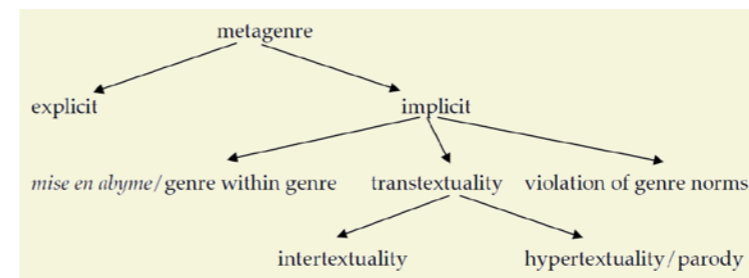 metagenre
explicit implicit
mise en abyme/genre within genre transtextuality violation of genre norms
intertextuality hypertextuality/parody